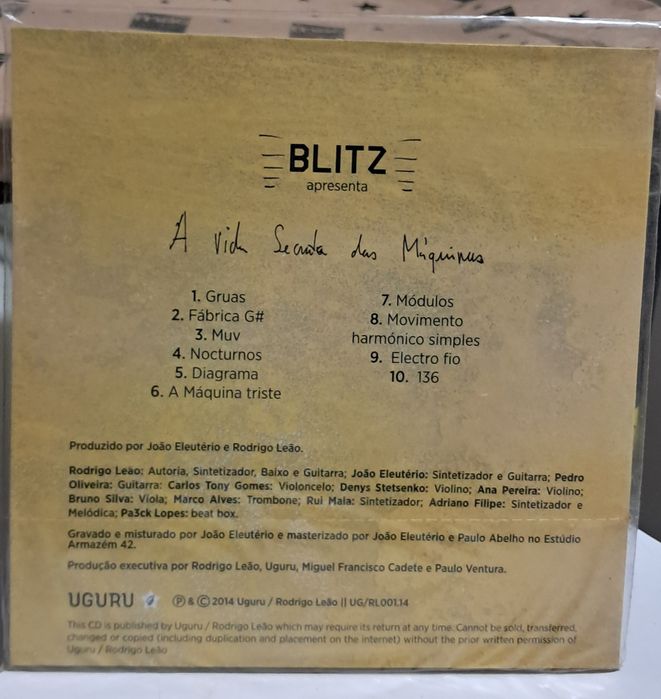 BLITZ
apresenta
A Vida Secreta das Máquinas
1. Gruas
2. Fábrica G#
3. Muv
4. Nocturnos
5. Diagrama
6. A Máquina triste
7. Módulos
8. Movimento
harmónico simples
9. Electro fio
10. 136
Produzido por João Eleutério e Rodrigo Leão.
Rodrigo Leão: Autoria, Sintetizador, Baixo e Guitarra; João Eleutério: Sintetizador e Guitarra; Pedro
Oliveira: Guitarra: Carlos Tony Gomes: Violoncelo; Denys Stetsenko: Violino; Ana Pereira: Violino;
Bruno Silva: Viola; Marco Alves: Trombone; Rui Maia: Sintetizador; Adriano Filipe: Sintetizador e
Melódica; Pa3ck Lopes: beat box.
Gravado e misturado por João Eleutério e masterizado por João Eleutério e Paulo Abelho no Estúdio
Armazém 42.
Produção executiva por Rodrigo Leão, Uguru, Miguel Francisco Cadete e Paulo Ventura.
UGURU Ⓟ & © 2014 Uguru / Rodrigo Leão || UG/RL001.14
This CD is published by Uguru / Rodrigo Leão which may require its return at any time. Cannot be sold, transferred,
changed or copied (including duplication and placement on the internet) without the prior written permission of
Uguru / Rodrigo Leão